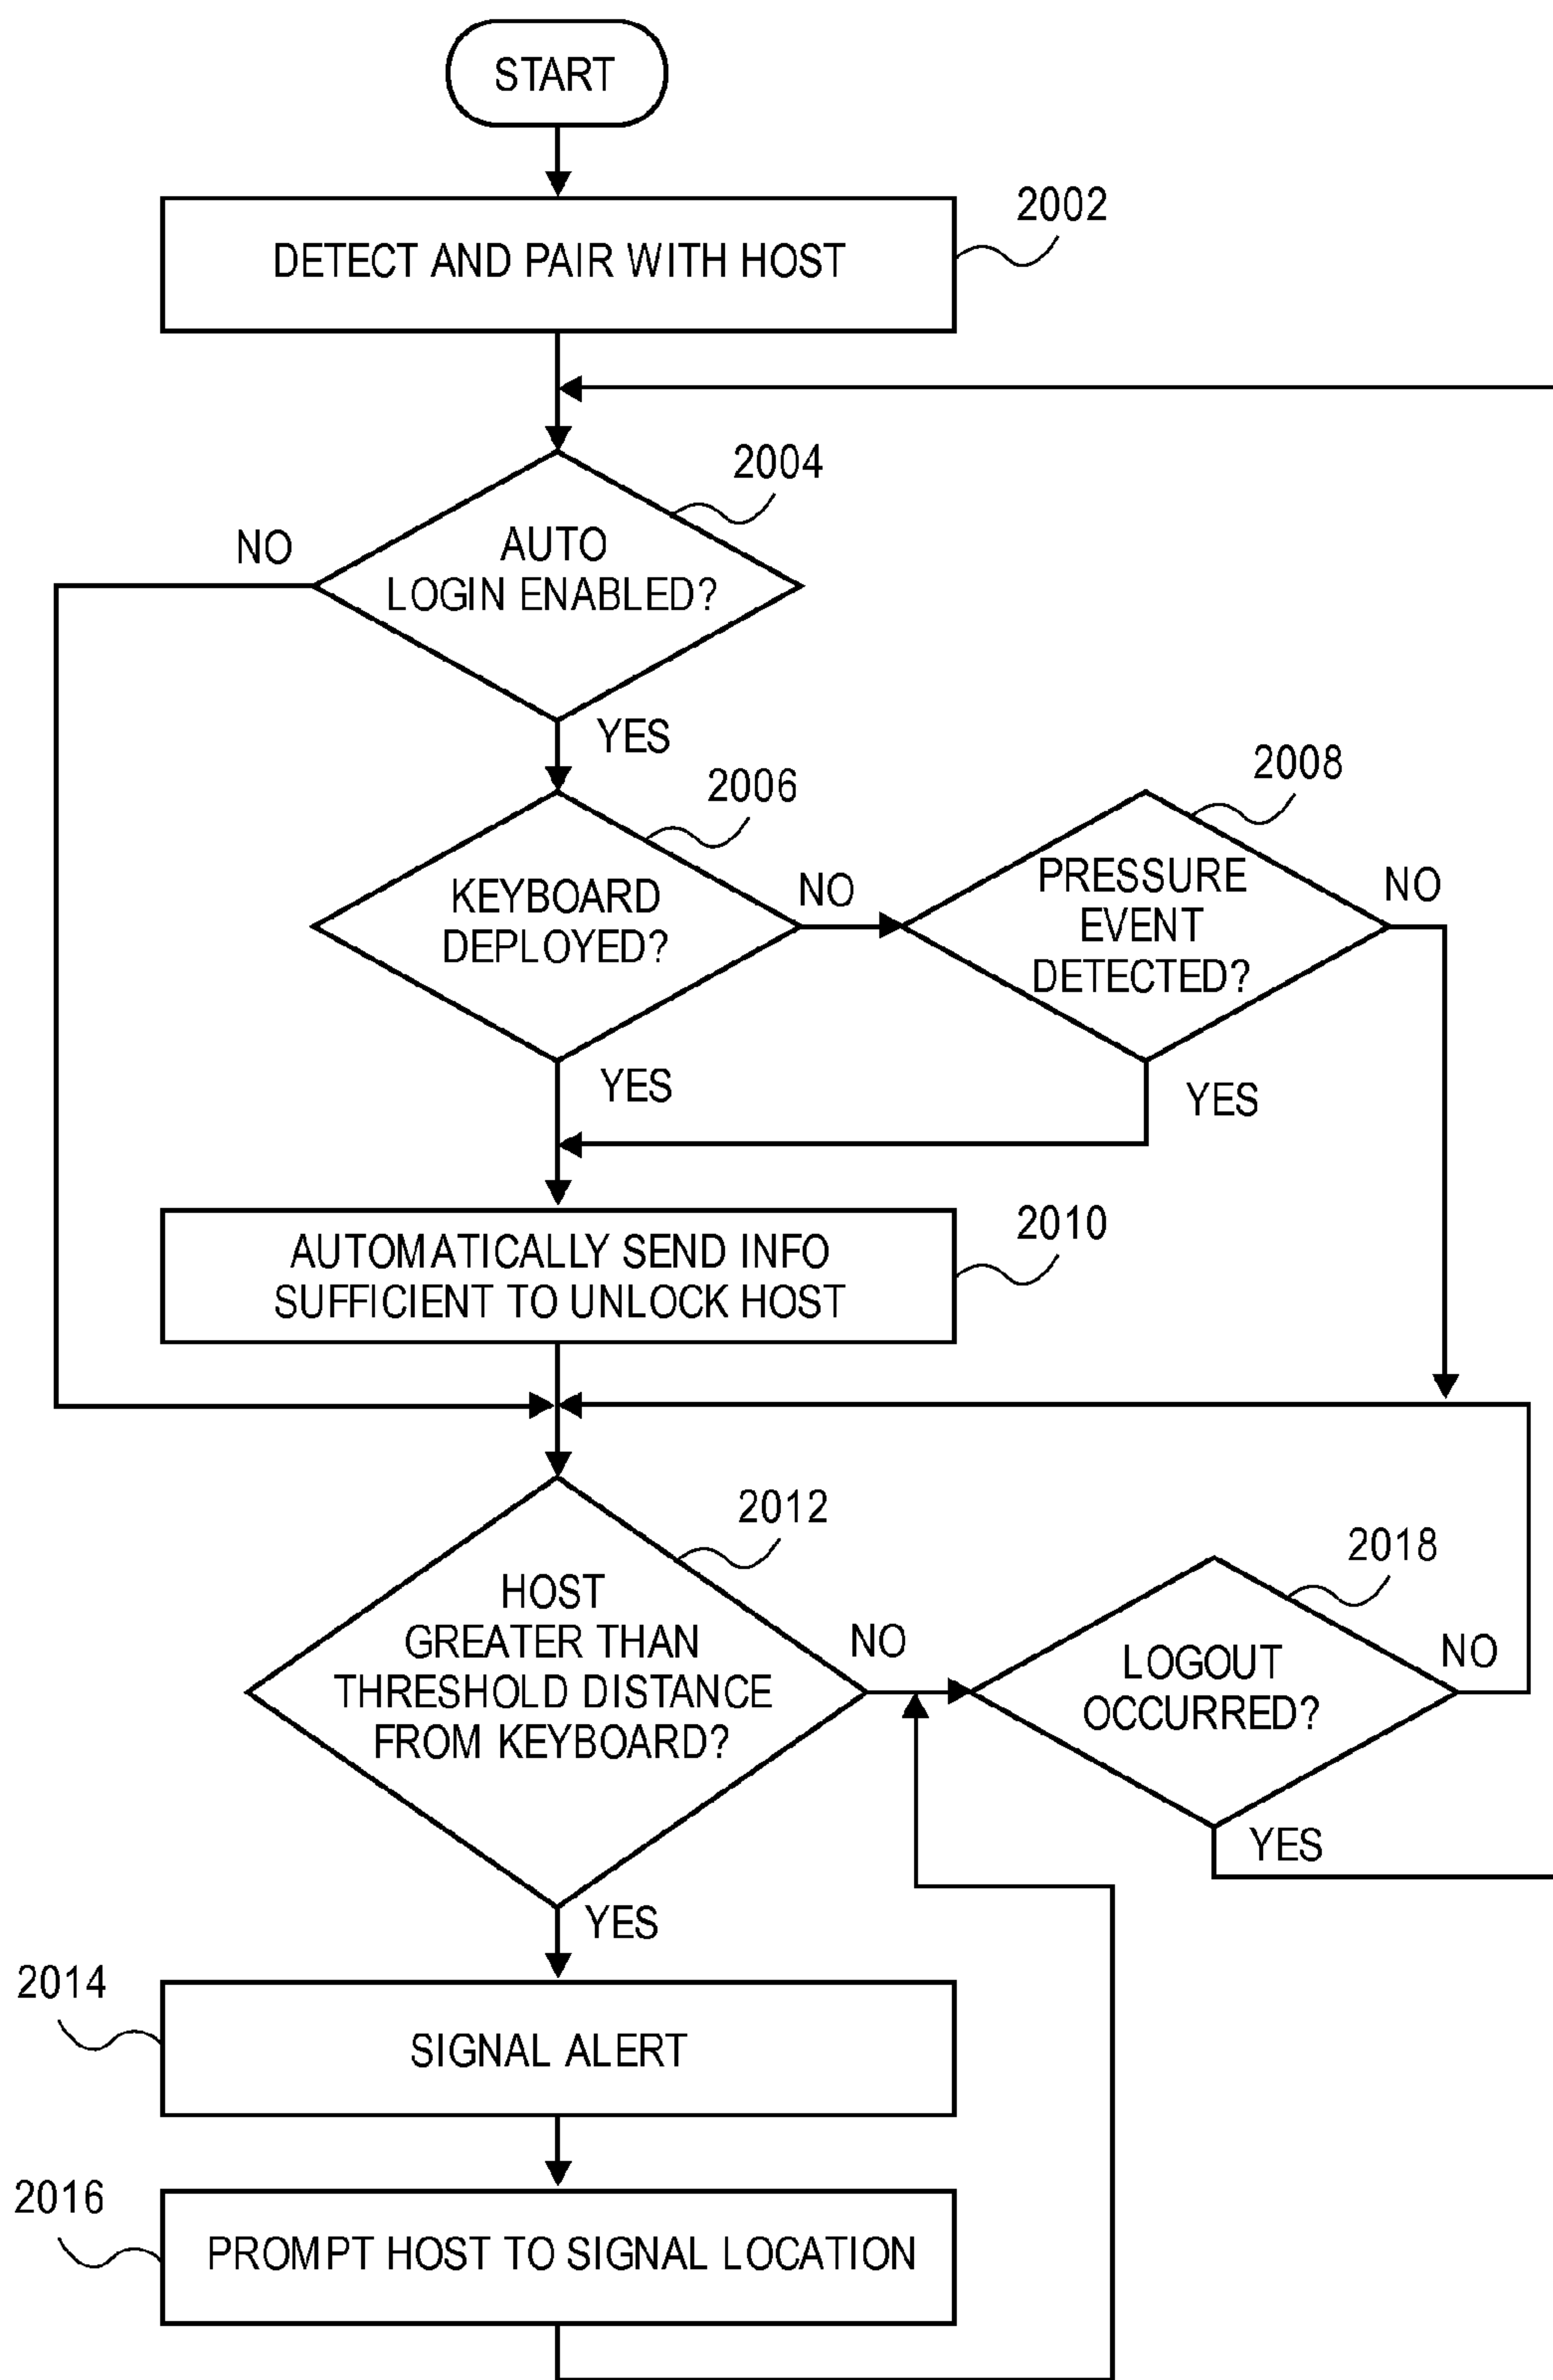 START
2002
DETECT AND PAIR WITH HOST
2004
NO
AUTO
LOGIN ENABLED?
YES
2006
2008
KEYBOARD
DEPLOYED?
NO
PRESSURE
EVENT
DETECTED?
NO
YES
YES
2010
AUTOMATICALLY SEND INFO
SUFFICIENT TO UNLOCK HOST
2012
2018
HOST
GREATER THAN
THRESHOLD DISTANCE
FROM KEYBOARD?
NO
LOGOUT
OCCURRED?
NO
YES
YES
2014
SIGNAL ALERT
2016
PROMPT HOST TO SIGNAL LOCATION